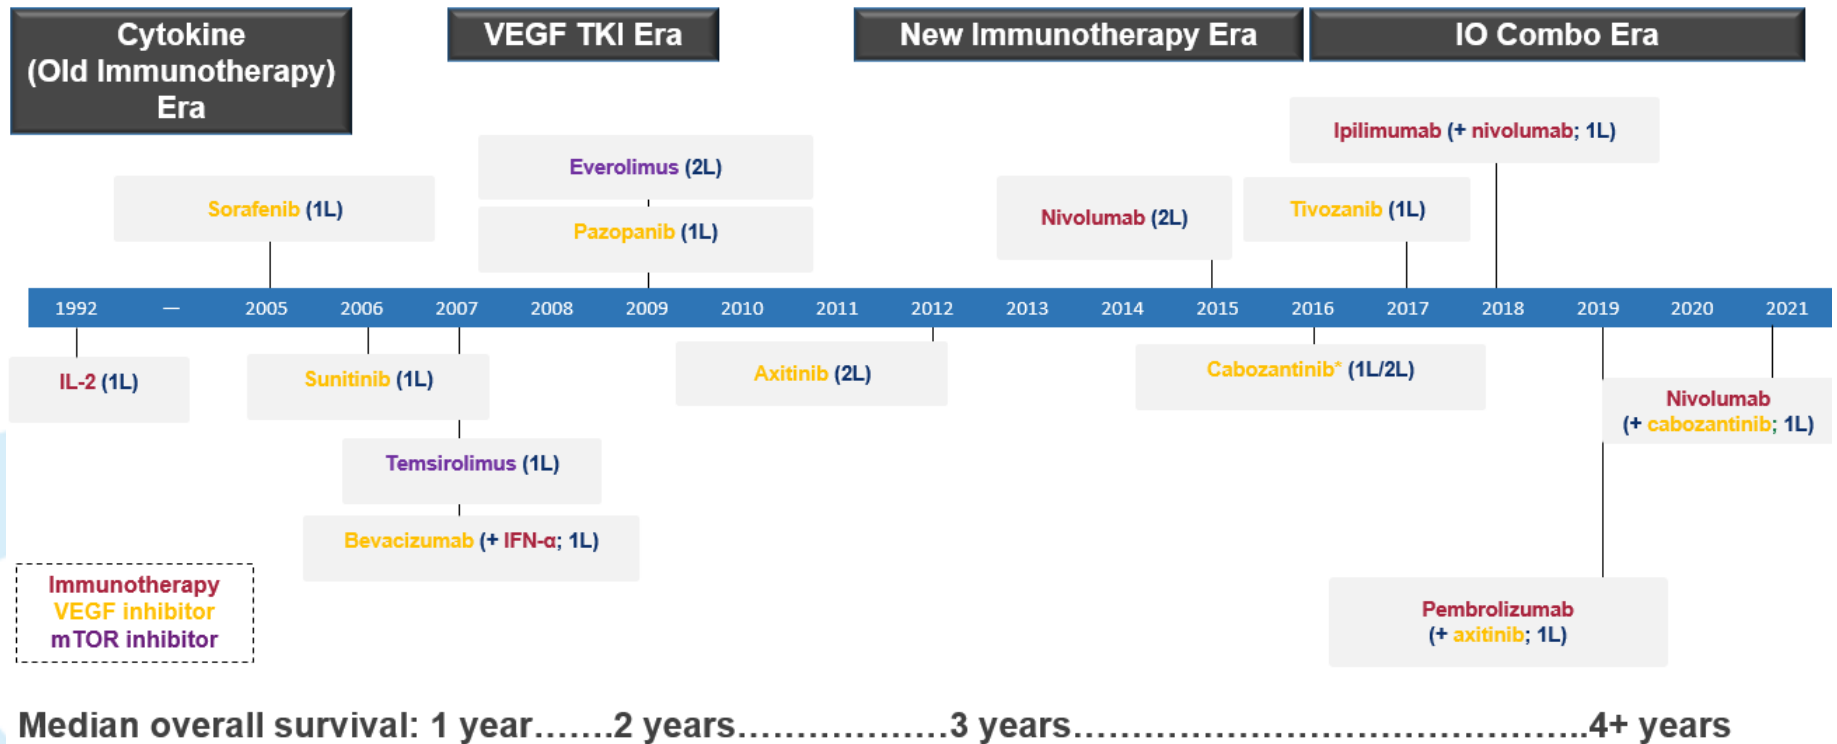 Cytokine
(Old Immunotherapy)
Era
VEGF TKI Era
New Immunotherapy Era
IO Combo Era
Ipilimumab (+ nivolumab; 1L)
Everolimus (2L)
Sorafenib (1L)
Pazopanib (1L)
Nivolumab (2L)
Tivozanib (1L)
1992 — 2005 2006 2007 2008 2009 2010 2011 2012 2013 2014 2015 2016 2017 2018 2019 2020 2021
IL-2 (1L)
Sunitinib (1L)
Axitinib (2L)
Cabozantinib* (1L/2L)
Nivolumab
(+ cabozantinib; 1L)
Temsirolimus (1L)
Bevacizumab (+ IFN-α; 1L)
Immunotherapy
VEGF inhibitor
mTOR inhibitor
Pembrolizumab
(+ axitinib; 1L)
Median overall survival: 1 year…….2 years………………3 years…………………………………………..4+ years